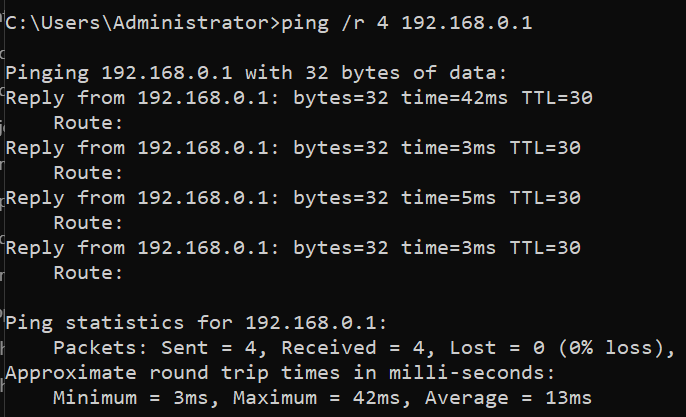 C:\Users\Administrator>ping /r 4 192.168.0.1
Pinging 192.168.0.1 with 32 bytes of data:
Reply from 192.168.0.1: bytes=32 time=42ms TTL=30
Route:
Reply from 192.168.0.1: bytes=32 time=3ms TTL=30
Route:
Reply from 192.168.0.1: bytes=32 time=5ms TTL=30
Route:
Reply from 192.168.0.1: bytes=32 time=3ms TTL=30
Route:
Ping statistics for 192.168.0.1:
Packets: Sent = 4, Received = 4, Lost = 0 (0% loss),
Approximate round trip times in milli-seconds:
Minimum = 3ms, Maximum = 42ms, Average = 13ms